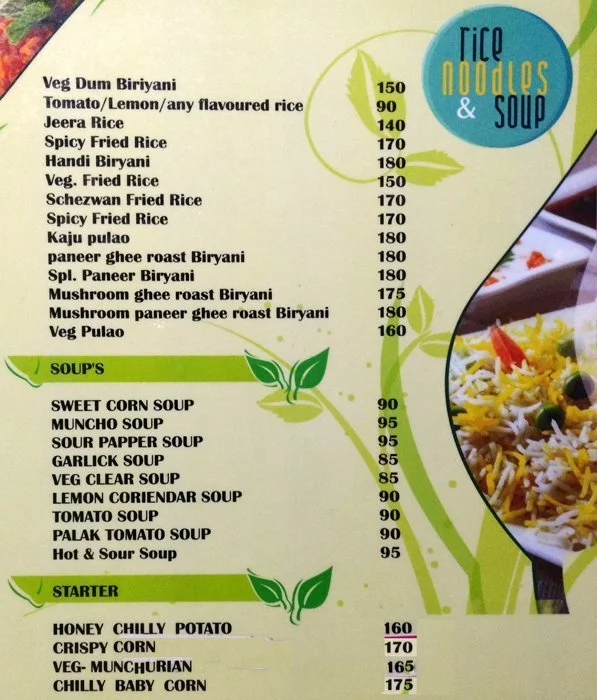 rice
noodles
& soup
Veg Dum Biriyani 150
Tomato/Lemon/any flavoured rice 90
Jeera Rice 140
Spicy Fried Rice 170
Handi Biryani 180
Veg. Fried Rice 150
Schezwan Fried Rice 170
Spicy Fried Rice 170
Kaju pulao 180
paneer ghee roast Biryani 180
Spl. Paneer Biryani 180
Mushroom ghee roast Biryani 175
Mushroom paneer ghee roast Biryani 180
Veg Pulao 160
SOUP'S
SWEET CORN SOUP 90
MUNCHO SOUP 95
SOUR PAPPER SOUP 95
GARLICK SOUP 85
VEG CLEAR SOUP 85
LEMON CORIENDAR SOUP 90
TOMATO SOUP 90
PALAK TOMATO SOUP 90
Hot & Sour Soup 95
STARTER
HONEY CHILLY POTATO 160
CRISPY CORN 170
VEG- MUNCHURIAN 165
CHILLY BABY CORN 175